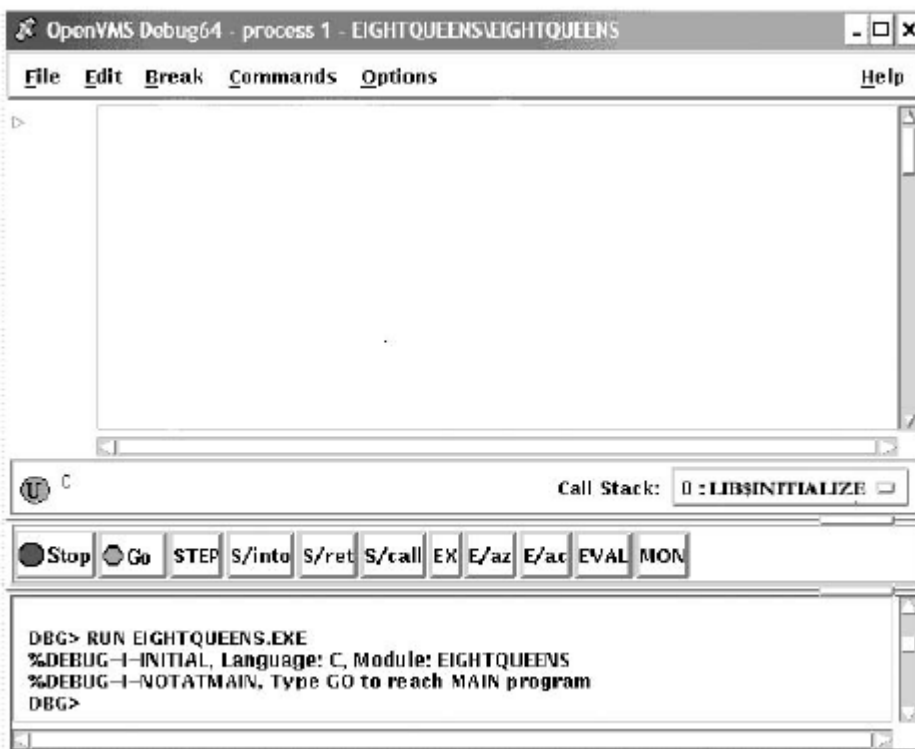 OpenVMS Debug64 - process 1 - EIGHTQUEENS\EIGHTQUEENS
File Edit Break Commands Options Help
U C Call Stack: 0 : LIB$INITIALIZE
Stop Go STEP S/into S/ret S/call EX E/az E/ac EVAL MON
DBG> RUN EIGHTQUEENS.EXE
%DEBUG-I-INITIAL, Language: C, Module: EIGHTQUEENS
%DEBUG-I-NOTATMAIN, Type GO to reach MAIN program
DBG>